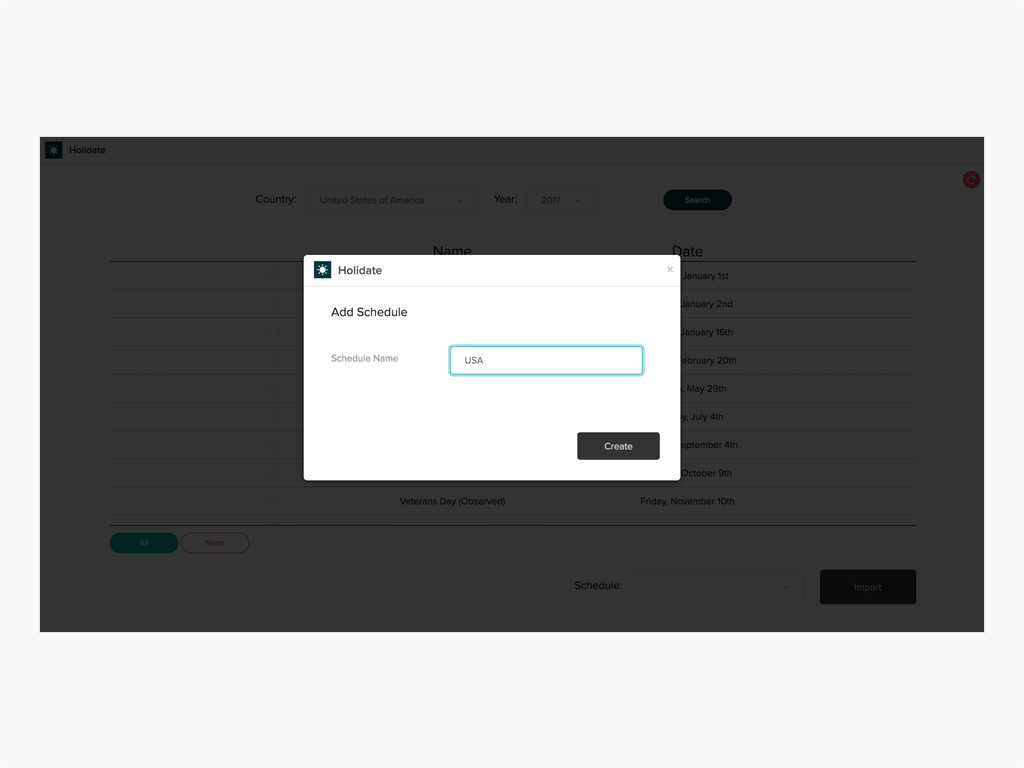 Holidate
Country: United States of America Year: 2017 Search
Name Date
Holidate ×
January 1st
Add Schedule
January 2nd
January 16th
Schedule Name USA
ebruary 20th
May 29th
y, July 4th
eptember 4th
Create
October 9th
Veterans Day (Observed) Friday, November 10th
All None
Schedule: Import